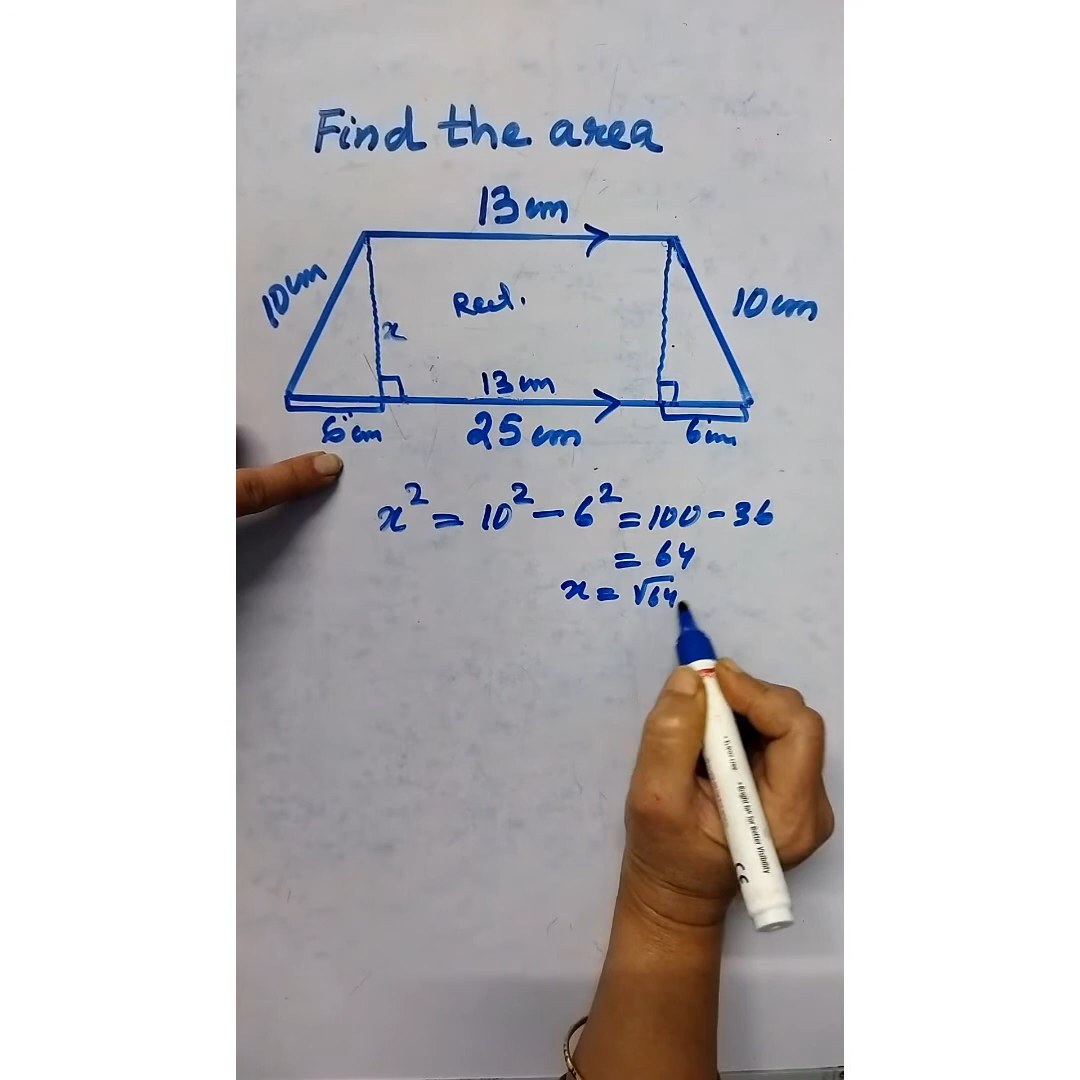 Find the area
13 cm
10 cm
10 cm
Rect.
x
13 cm
25 cm
6 cm
6 cm
x² = 10² - 6² = 100 - 36
= 64
x = √64